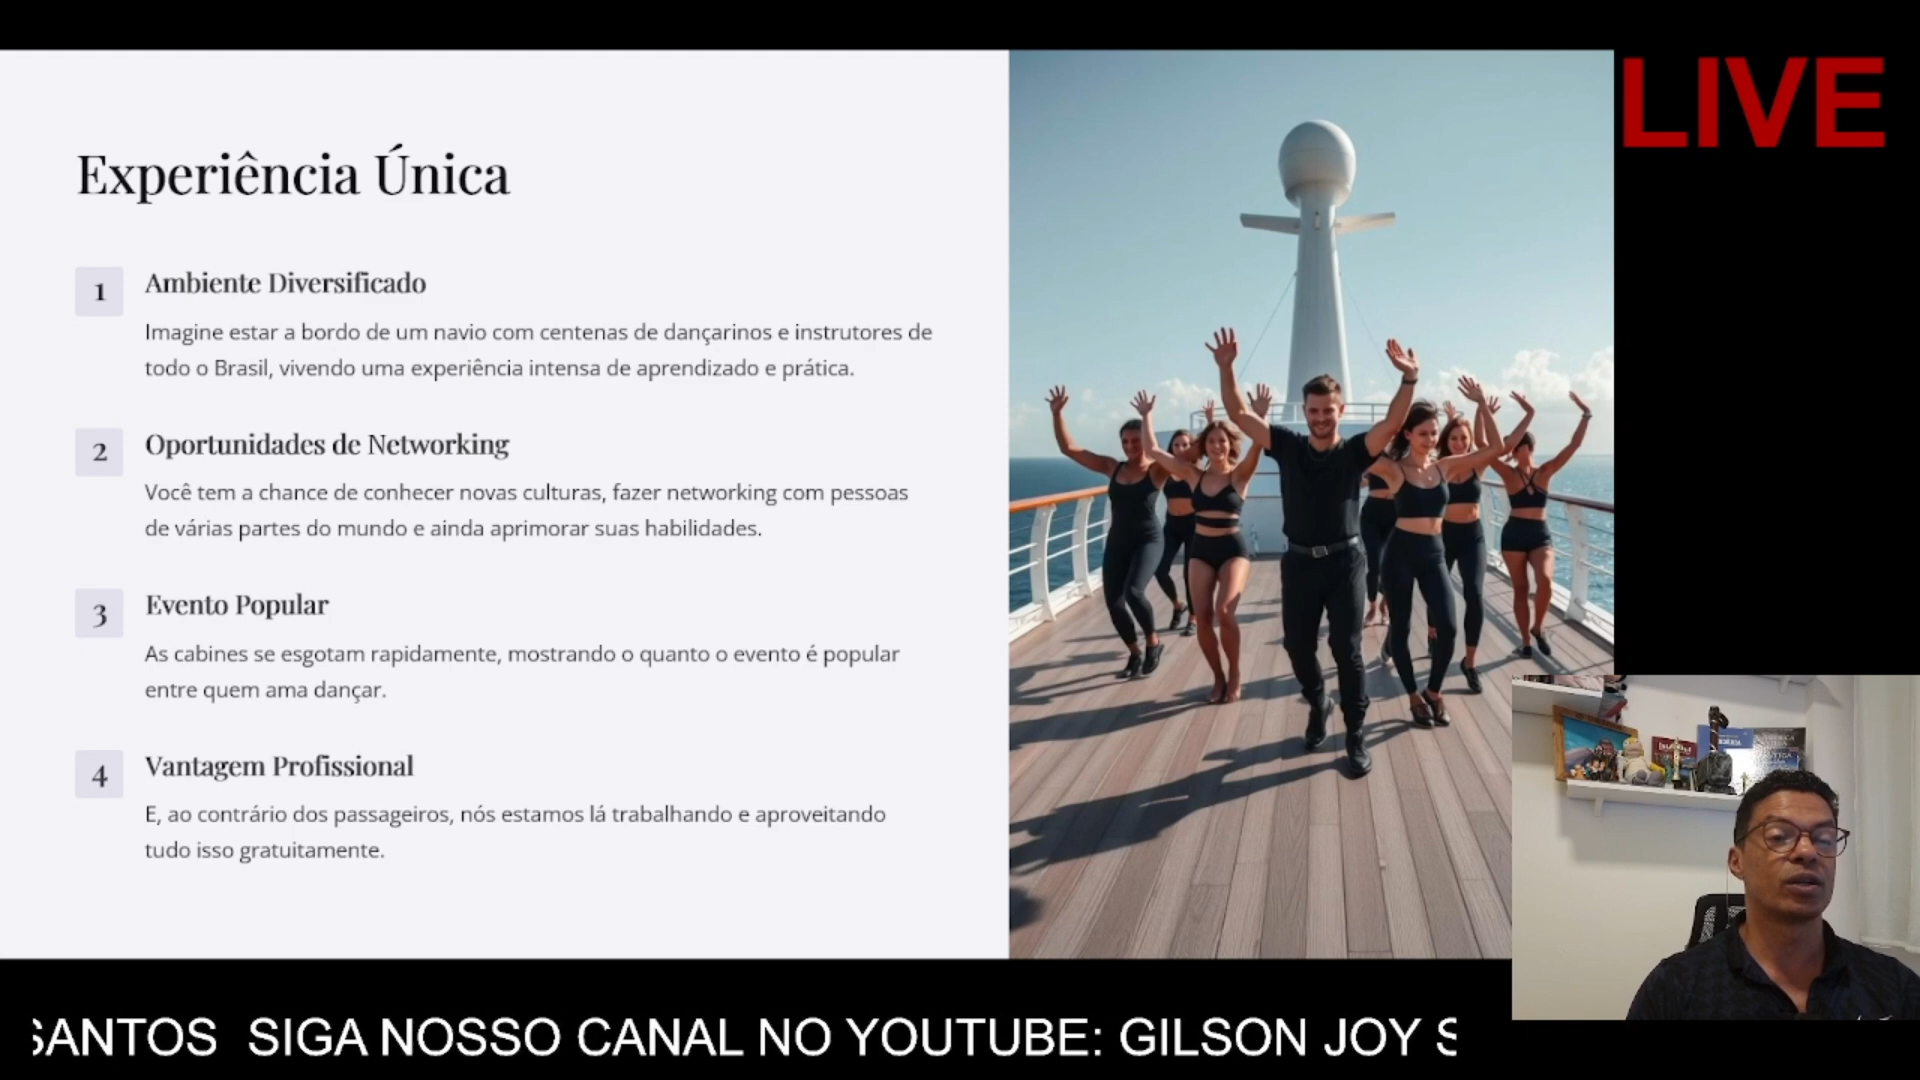 LIVE
Experiência Única
1
Ambiente Diversificado
Imagine estar a bordo de um navio com centenas de dançarinos e instrutores de
todo o Brasil, vivendo uma experiência intensa de aprendizado e prática.
2
Oportunidades de Networking
Você tem a chance de conhecer novas culturas, fazer networking com pessoas
de várias partes do mundo e ainda aprimorar suas habilidades.
3
Evento Popular
As cabines se esgotam rapidamente, mostrando o quanto o evento é popular
entre quem ama dançar.
4
Vantagem Profissional
E, ao contrário dos passageiros, nós estamos lá trabalhando e aproveitando
tudo isso gratuitamente.
SANTOS SIGA NOSSO CANAL NO YOUTUBE: GILSON JOY S